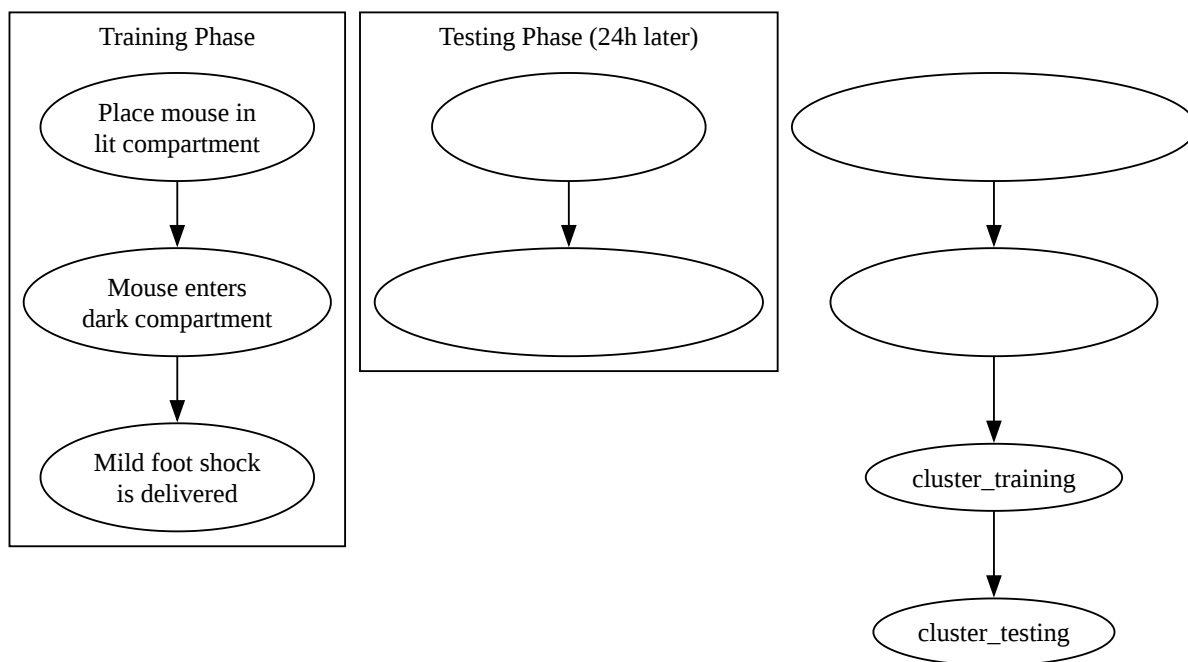 Training Phase
Place mouse in
lit compartment
Mouse enters
dark compartment
Mild foot shock
is delivered
Testing Phase (24h later)
cluster_training
cluster_testing